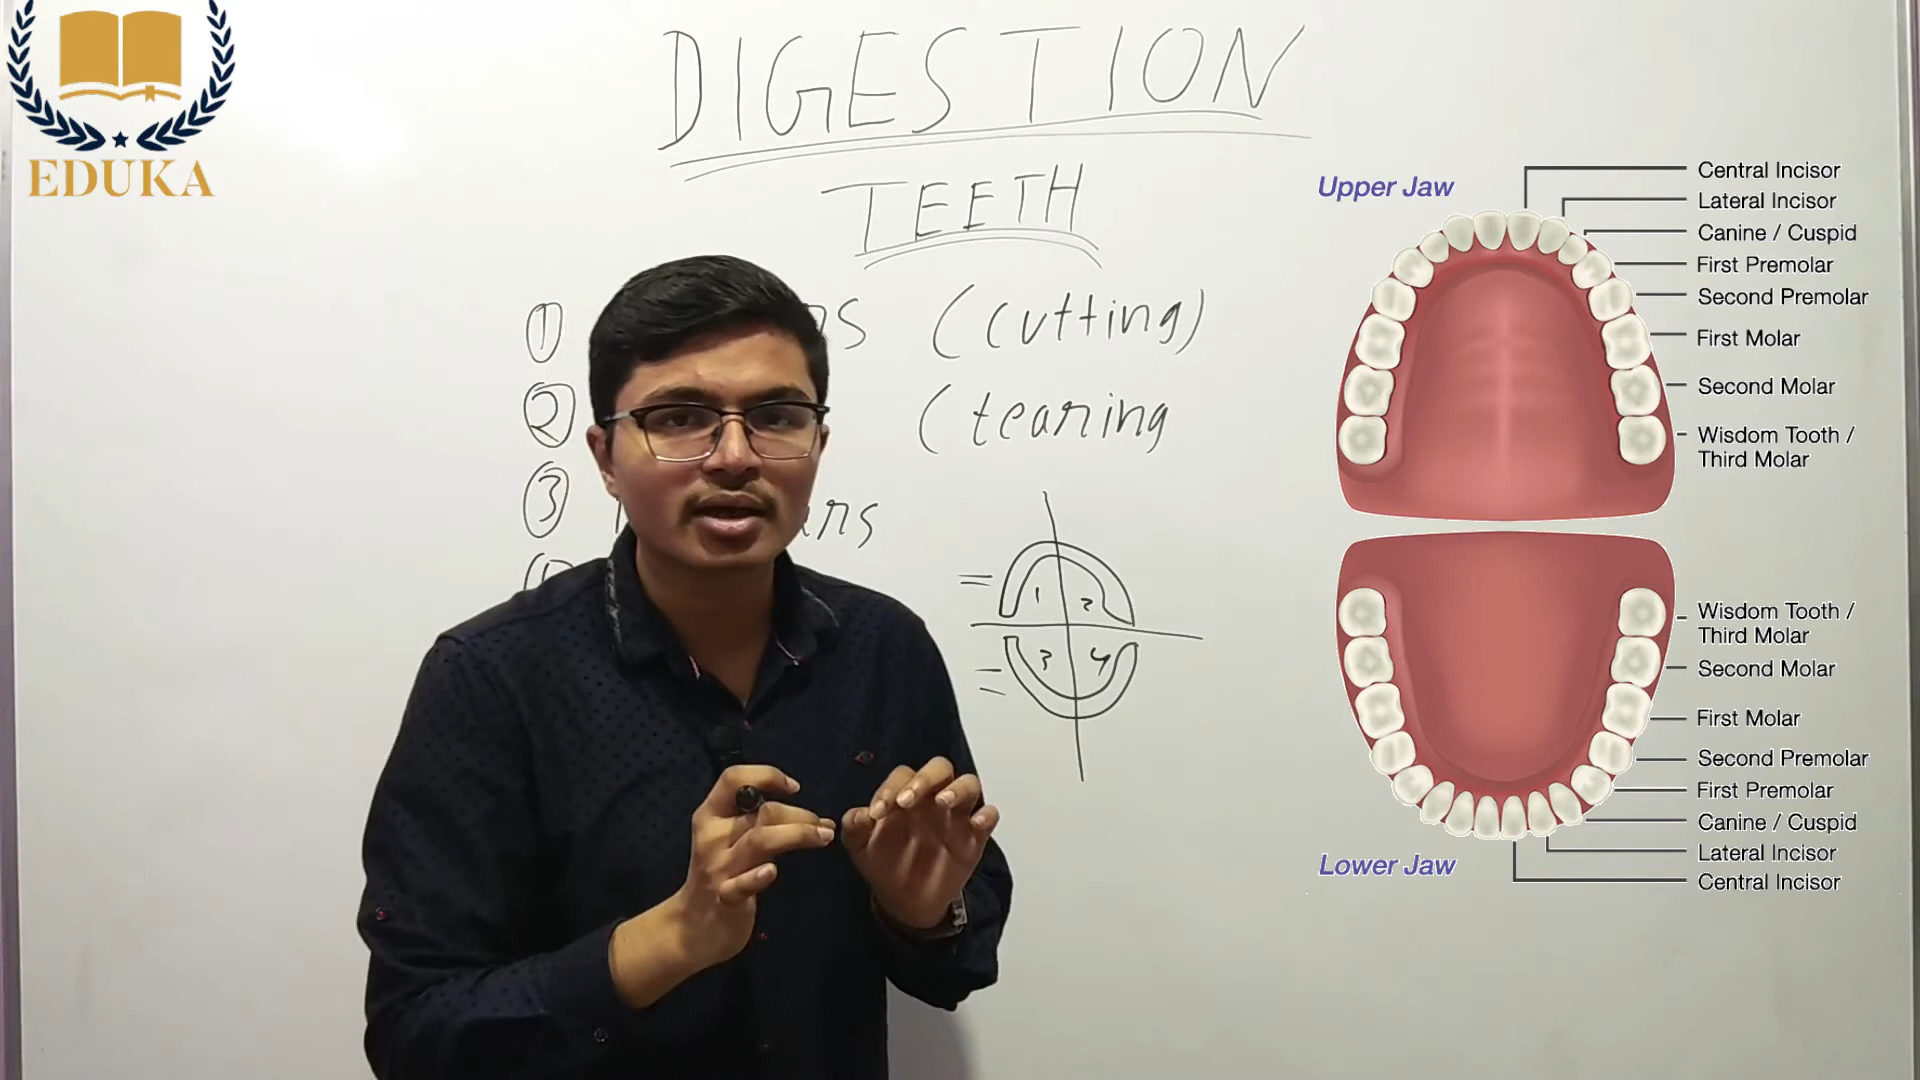 EDUKA
DIGESTION
TEETH
① (cutting)
② (tearing
③
1 2
3 4
Upper Jaw
Central Incisor
Lateral Incisor
Canine / Cuspid
First Premolar
Second Premolar
First Molar
Second Molar
Wisdom Tooth /
Third Molar
Wisdom Tooth /
Third Molar
Second Molar
First Molar
Second Premolar
First Premolar
Canine / Cuspid
Lateral Incisor
Central Incisor
Lower Jaw